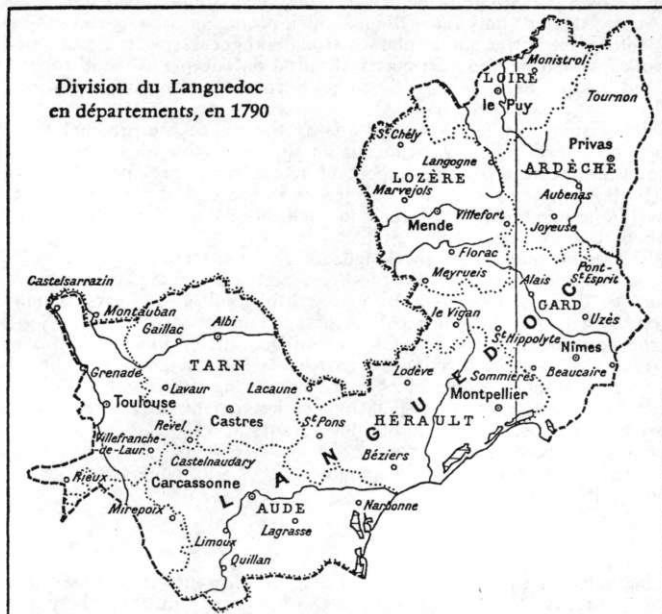 Division du Languedoc
en départements, en 1790
Monistrol
LOIRE
le Puy
Tournon
St Chély
Privas
Langogne
ARDÈCHE
LOZÈRE
Marvejols
Aubenas
Mende
Villefort
Joyeuse
Florac
Pont-
St Esprit
Castelsarrazin
Meyrueis
Alais
Montauban
GARD
Gaillac
Albi
le Vigan
Uzès
St Hippolyte
Nîmes
Grenade
TARN
Lodève
Beaucaire
Lavaur
Lacaune
Sommières
Toulouse
HÉRAULT
Montpellier
Castres
St Pons
Villefranche-
de-Laur.
Revel
Castelnaudary
Béziers
Rieux
Carcassonne
LANGUEDOC
Mirepoix
AUDE
Narbonne
Lagrasse
Limoux
Quillan